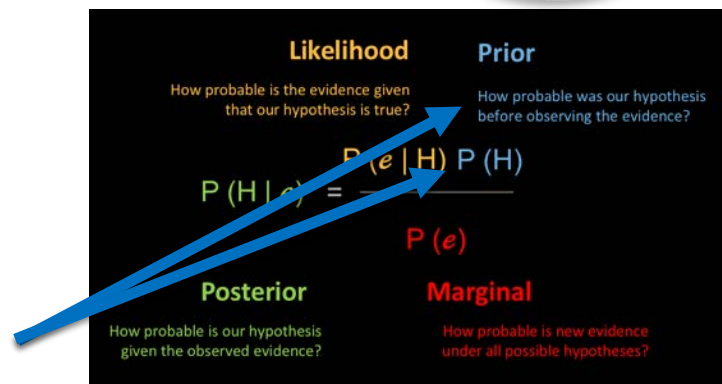 Likelihood
How probable is the evidence given
that our hypothesis is true?
Prior
How probable was our hypothesis
before observing the evidence?
P (e | H) P (H)
P (H | e) =
P (e)
Posterior
How probable is our hypothesis
given the observed evidence?
Marginal
How probable is new evidence
under all possible hypotheses?